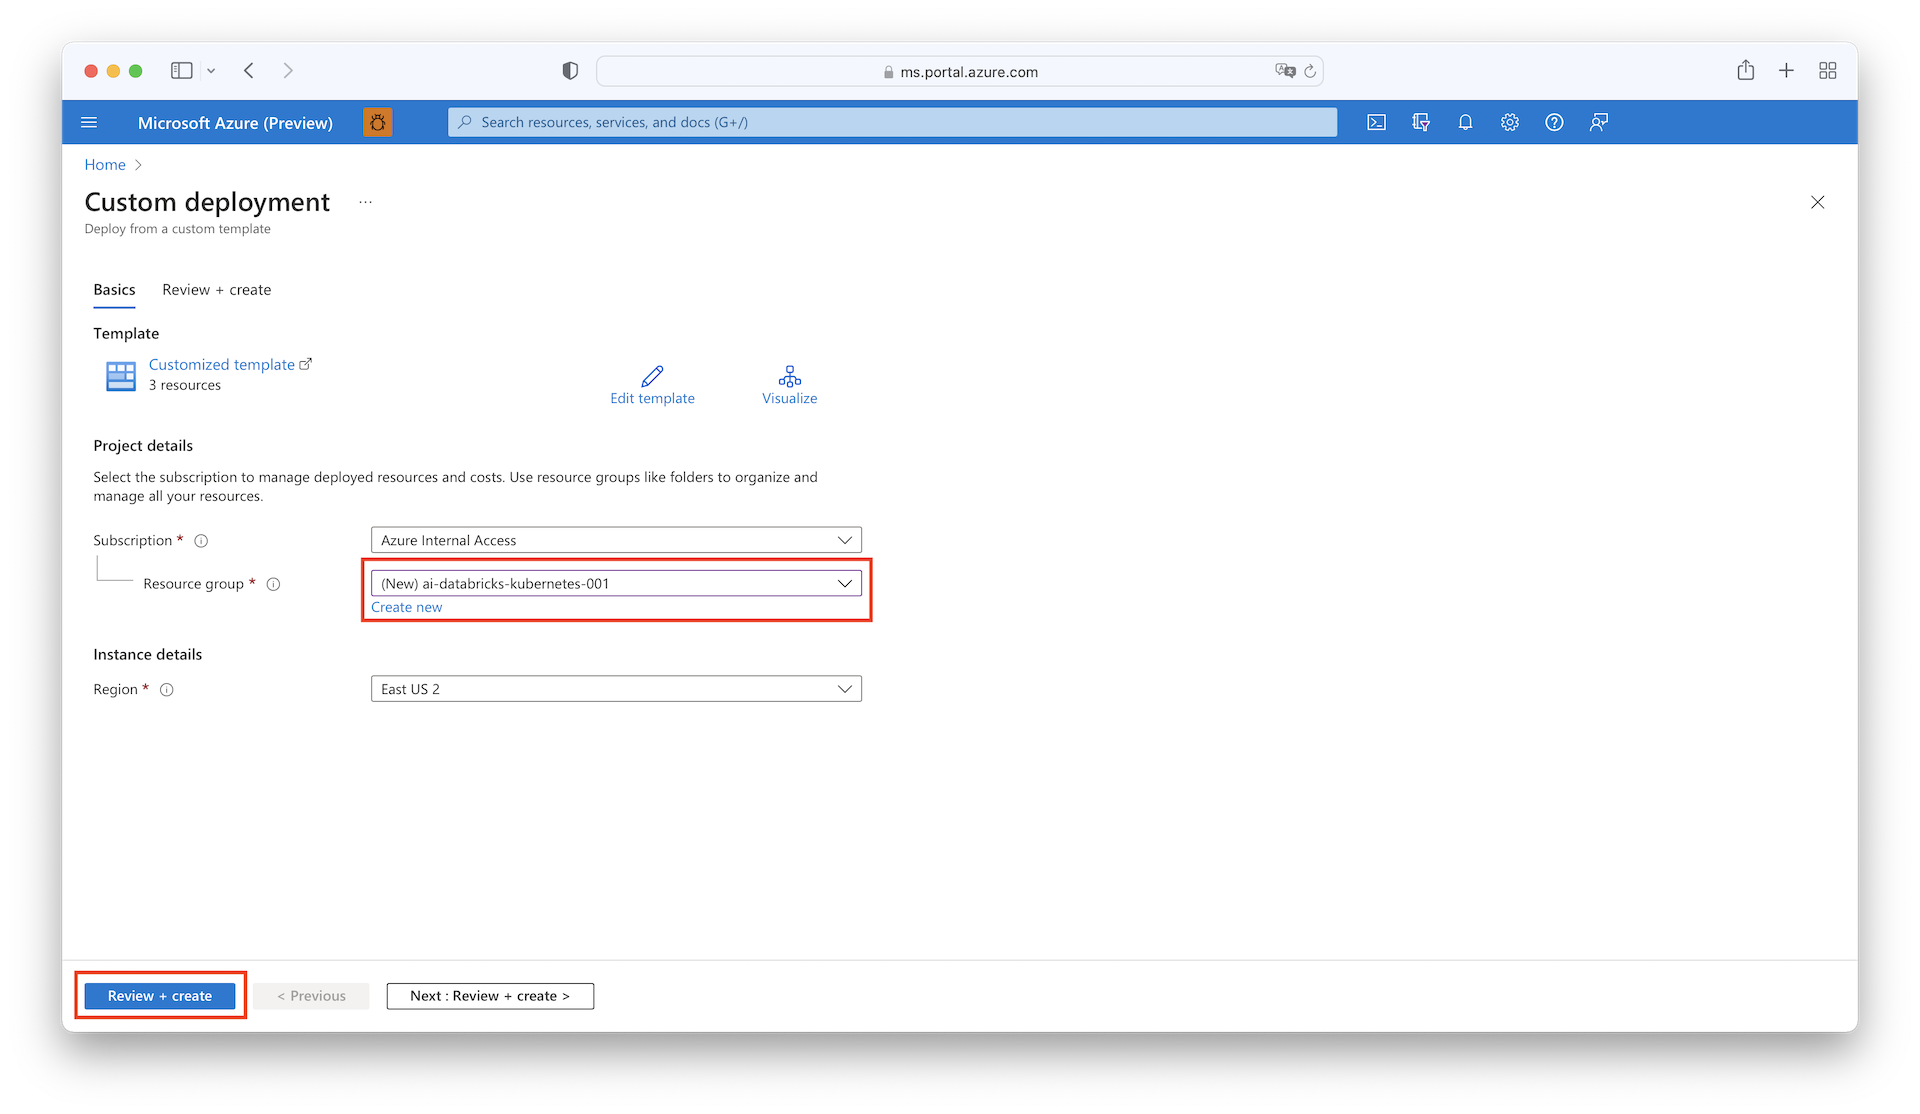 ms.portal.azure.com
Microsoft Azure (Preview)
Search resources, services, and docs (G+/)
Home
Custom deployment
...
Deploy from a custom template
Basics
Review + create
Template
Customized template
3 resources
Edit template
Visualize
Project details
Select the subscription to manage deployed resources and costs. Use resource groups like folders to organize and
manage all your resources.
Subscription *
Azure Internal Access
Resource group *
(New) ai-databricks-kubernetes-001
Create new
Instance details
Region *
East US 2
Review + create
< Previous
Next : Review + create >